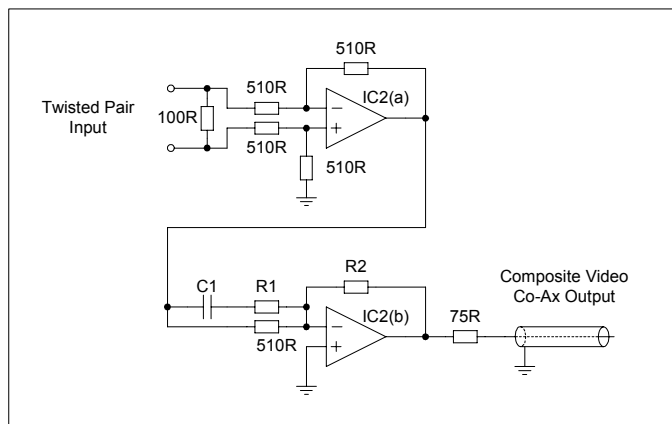 510R
510R
IC2(a)
Twisted Pair
Input
100R
510R
510R
C1
R1
R2
Composite Video
Co-Ax Output
IC2(b)
75R
510R